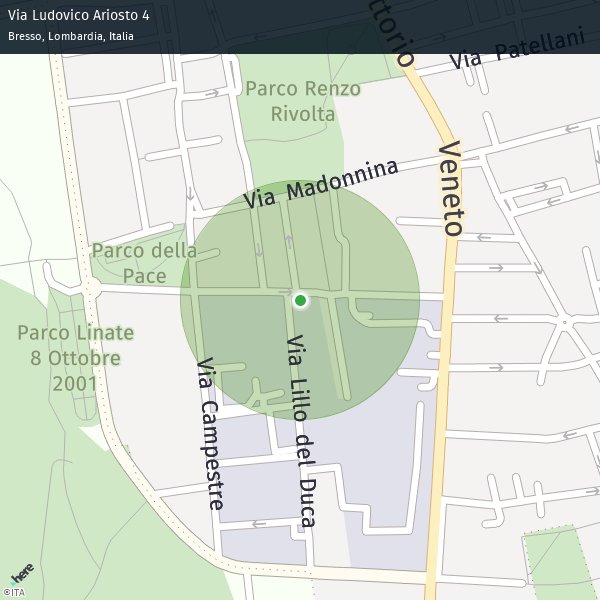 Via Ludovico Ariosto 4
Bresso, Lombardia, Italia
ttorio
Via Patellani
Parco Renzo
Rivolta
Via Madonnina
Veneto
Parco della
Pace
Parco Linate
8 Ottobre
2001
Via Campestre
Via Lillo del Duca
here
©ITA